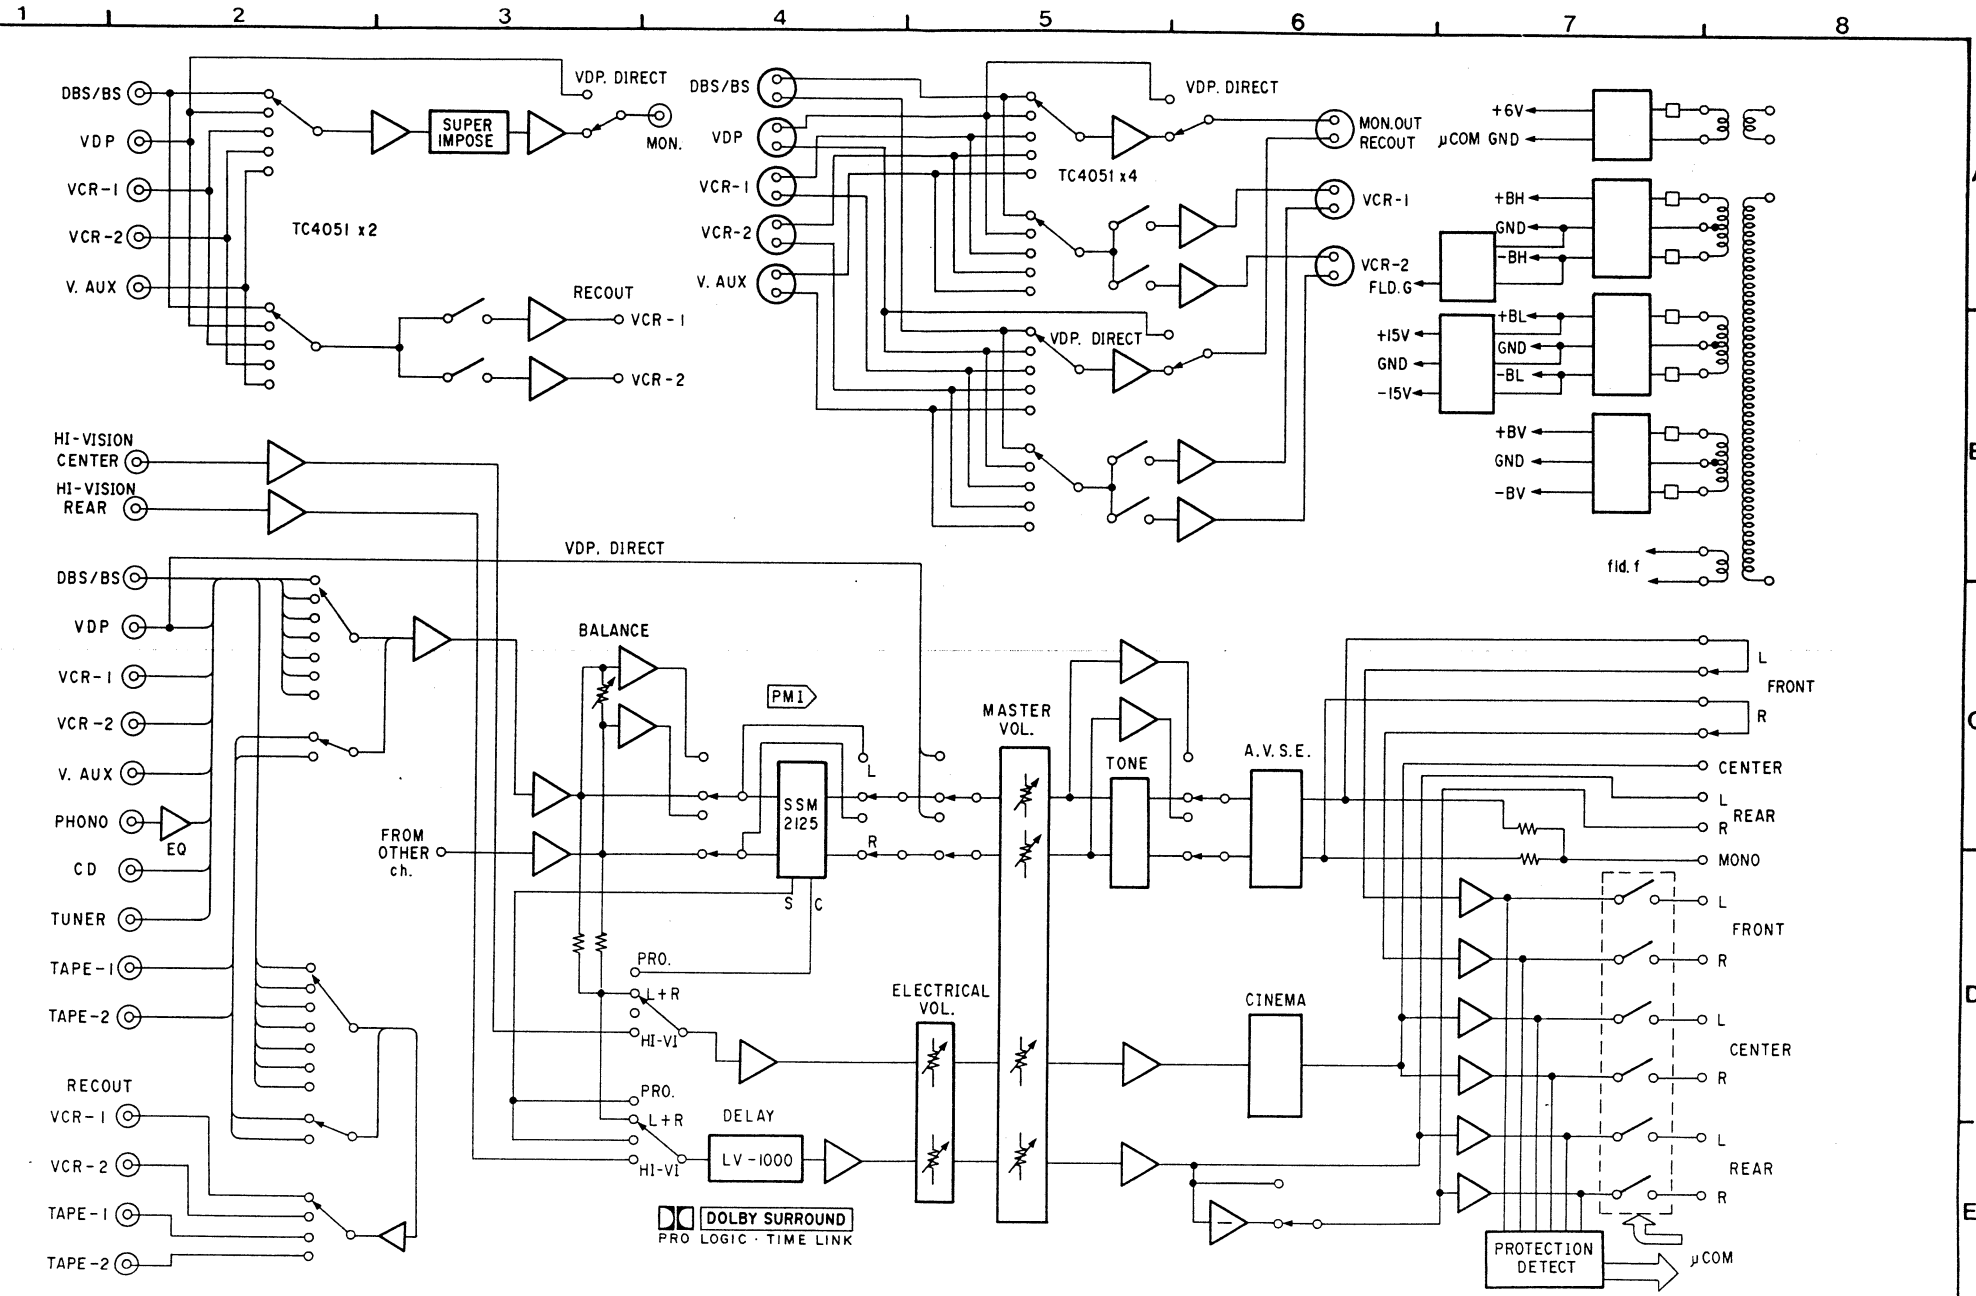 1 2 3 4 5 6 7 8
DBS/BS
VDP
VCR-1
VCR-2
V. AUX
SUPER
IMPOSE
VDP. DIRECT
MON.
TC4051 x2
RECOUT
VCR-1
VCR-2
DBS/BS
VDP
VCR-1
VCR-2
V. AUX
VDP. DIRECT
TC4051 x4
VDP. DIRECT
MON.OUT
RECOUT
VCR-1
VCR-2
+6V
μCOM GND
+BH
GND
-BH
FLD.G
+BL
+15V
GND
GND
-BL
-15V
+BV
GND
-BV
fld.f
A
HI-VISION
CENTER
HI-VISION
REAR
DBS/BS
VDP
VCR-1
VCR-2
V. AUX
PHONO
EQ
CD
TUNER
TAPE-1
TAPE-2
RECOUT
VCR-1
VCR-2
TAPE-1
TAPE-2
VDP. DIRECT
BALANCE
PMI
FROM
OTHER
ch.
SSM
2125
L
R
S C
MASTER
VOL.
TONE
A.V.S.E.
PRO.
L+R
HI-VI
PRO.
L+R
HI-VI
DELAY
LV-1000
ELECTRICAL
VOL.
CINEMA
DOLBY SURROUND
PRO LOGIC · TIME LINK
L
FRONT
R
CENTER
L
REAR
R
MONO
L
FRONT
R
L
CENTER
R
L
REAR
R
PROTECTION
DETECT
μCOM
D
E